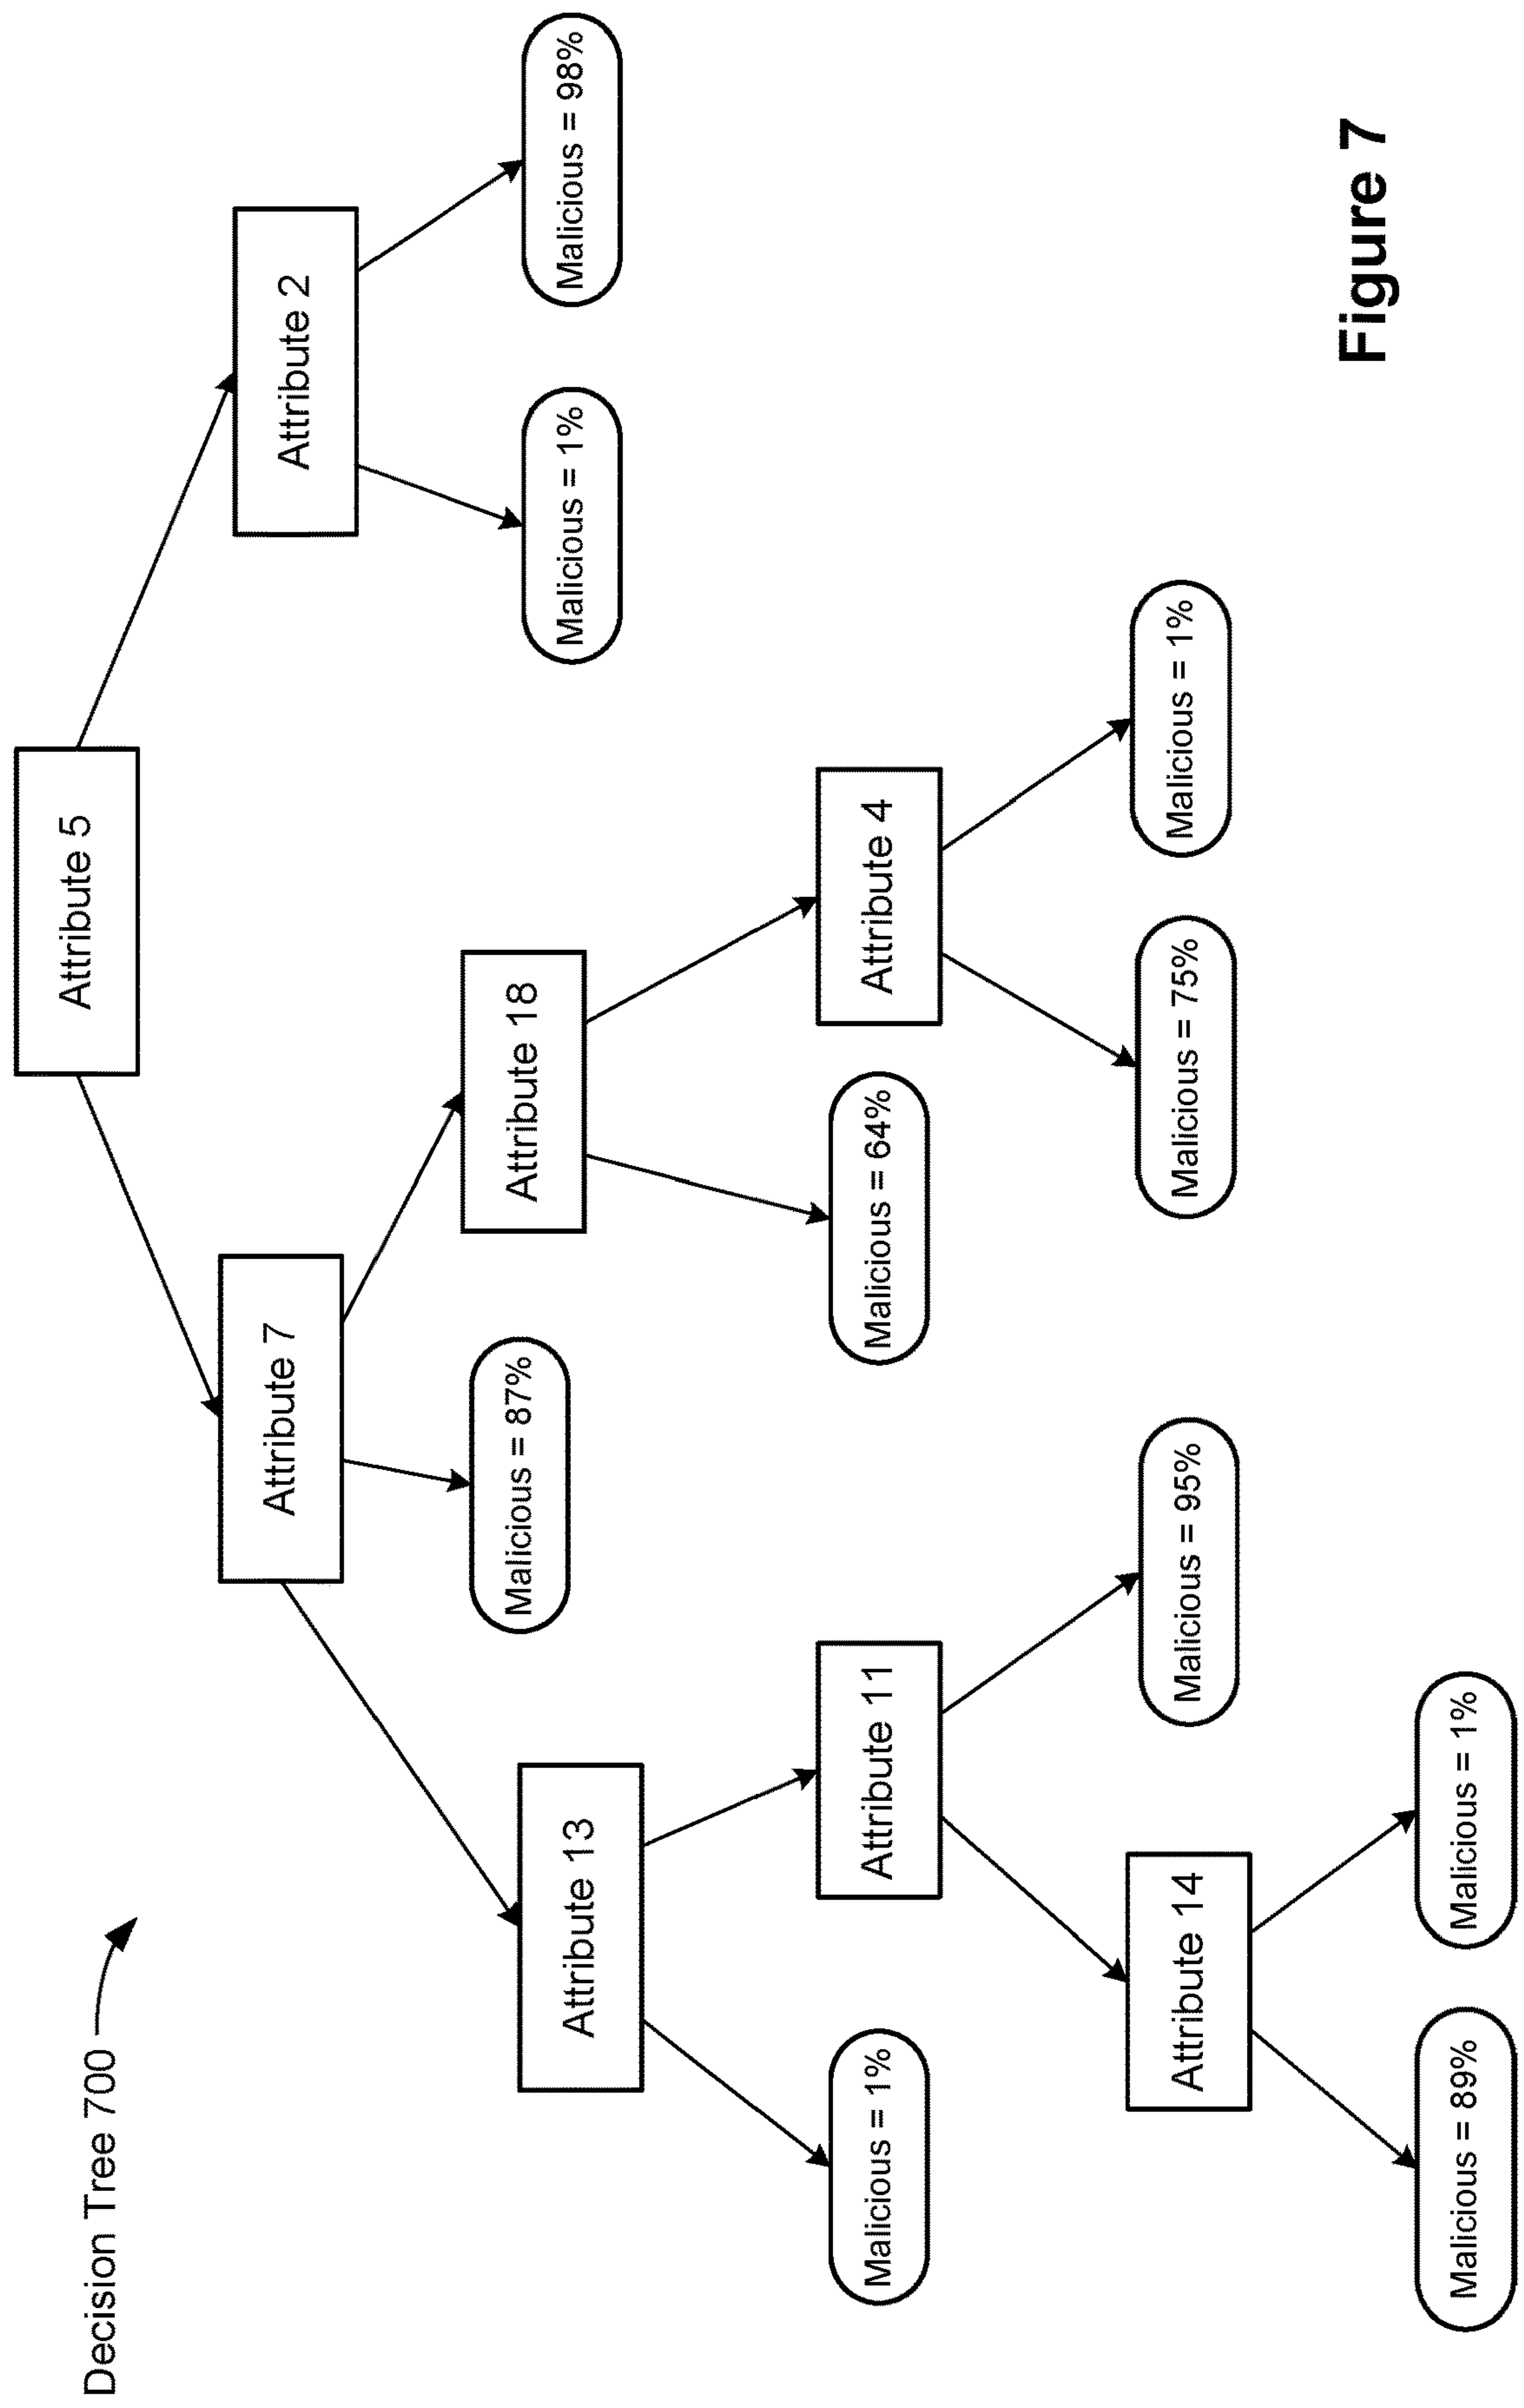 Decision Tree 700
Attribute 5
Attribute 7
Attribute 2
Attribute 13
Malicious = 87%
Attribute 18
Malicious = 1%
Malicious = 98%
Malicious = 1%
Attribute 11
Malicious = 64%
Attribute 4
Attribute 14
Malicious = 95%
Malicious = 75%
Malicious = 1%
Malicious = 89%
Malicious = 1%
Figure 7